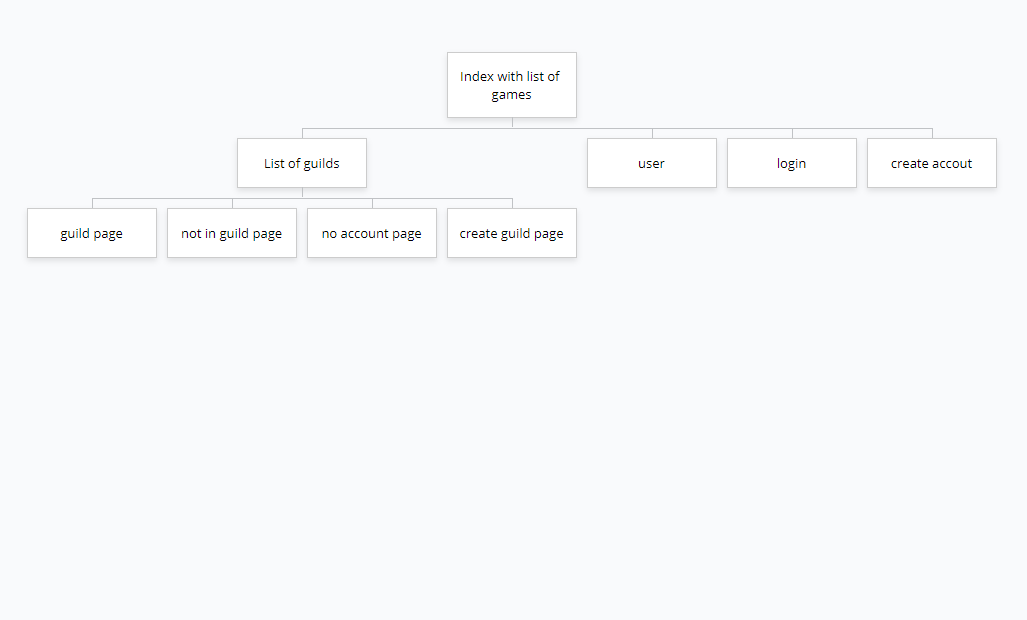 Index with list of
games
List of guilds
user
login
create accout
guild page
not in guild page
no account page
create guild page